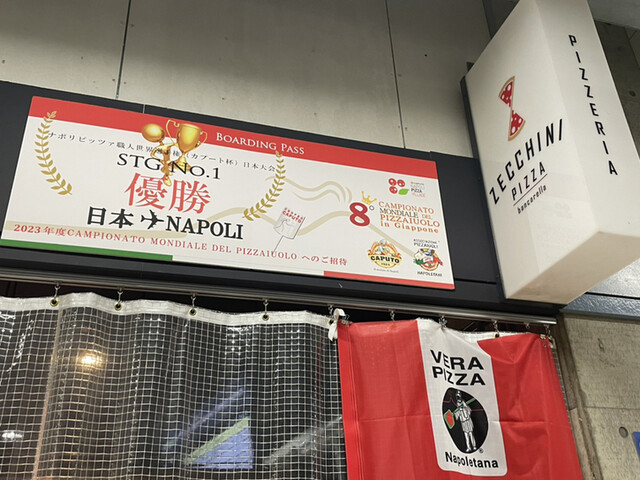 BOARDING PASS
ナポリピッツァ職人世界
(カプート杯)日本大会
STG No.1
優勝
日本✈NAPOLI
2023年度CAMPIONATO MONDIALE DEL PIZZAIUOLO へのご招待
8°
CAMPIONATO
MONDIALE DEL
PIZZAIUOLO
in Giappone
CAPUTO
PIZZAIUOLI
NAPOLETANI
PIZZERIA
ZECCHINI
PIZZA
bancarella
VERA
PIZZA
Napoletana